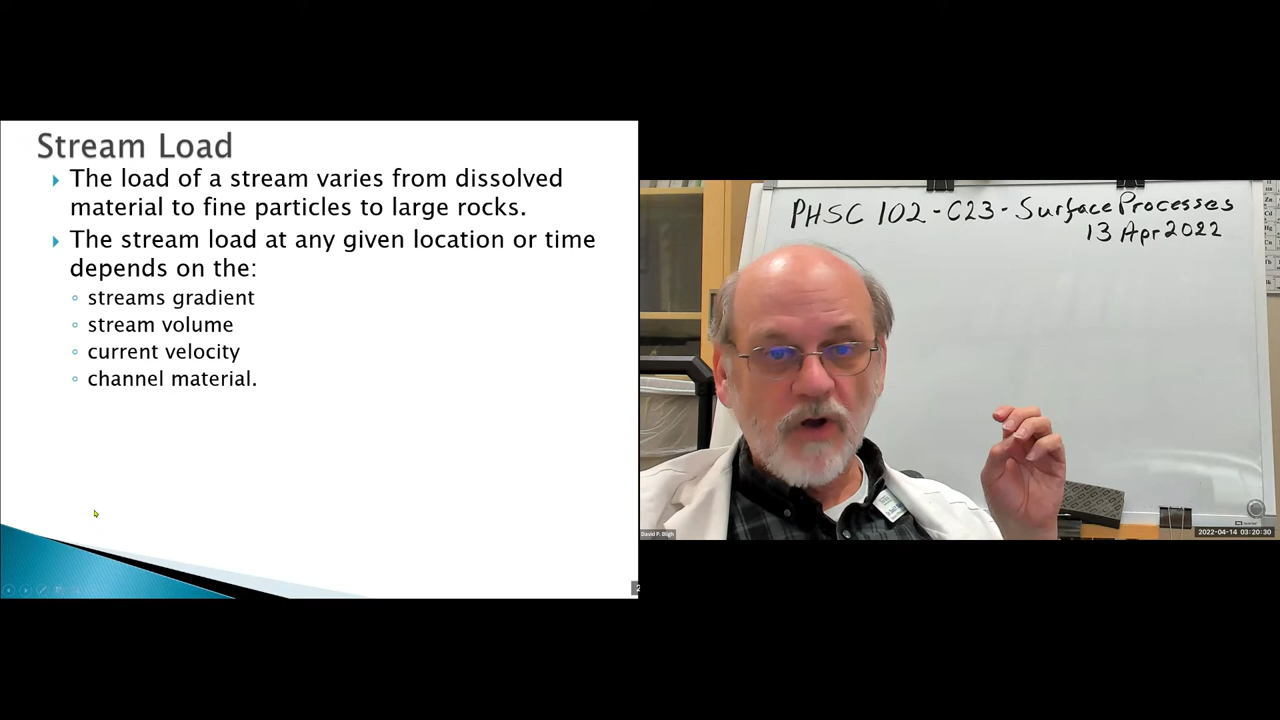 Stream Load
The load of a stream varies from dissolved
material to fine particles to large rocks.
The stream load at any given location or time
depends on the:
streams gradient
stream volume
current velocity
channel material.
PHSC 102 - C23 - Surface Processes
13 Apr 2022
David P. Bligh
2022-04-14 03:20:30